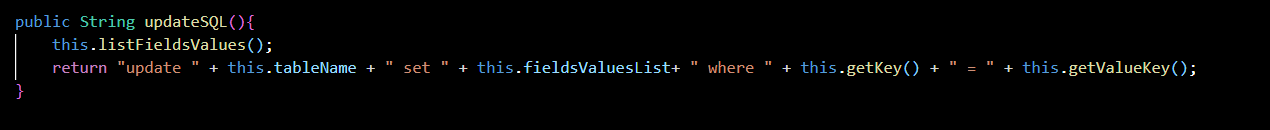 public String updateSQL(){
    this.listFieldsValues();
    return "update " + this.tableName + " set " + this.fieldsValuesList+ " where " + this.getKey() + " = " + this.getValueKey();
}